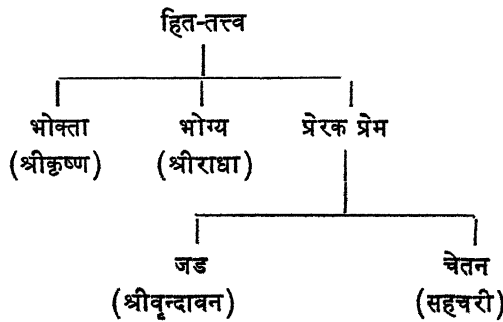 हित-तत्त्व
भोक्ता भोग्य प्रेरक प्रेम
(श्रीकृष्ण) (श्रीराधा)
जड चेतन
(श्रीवृन्दावन) (सहचरी)